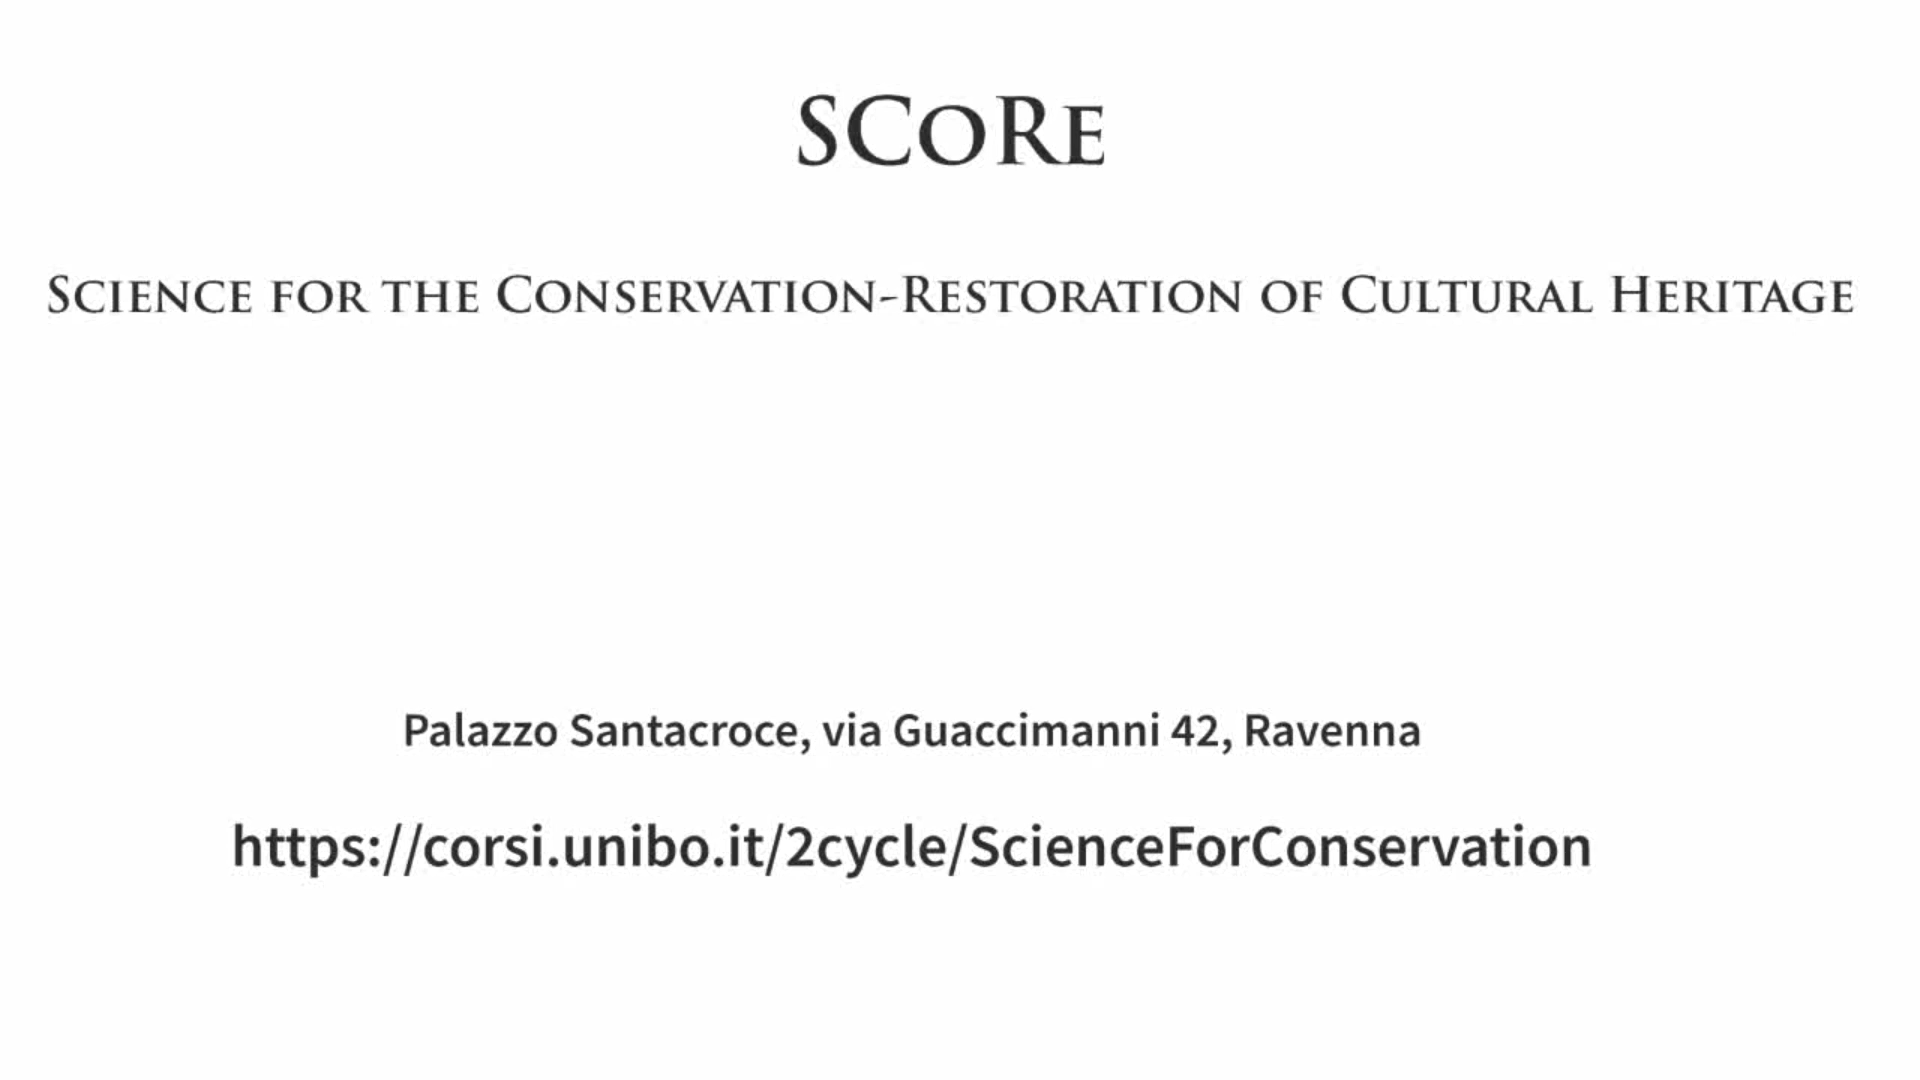 SCoRe
Science for the Conservation-Restoration of Cultural Heritage
Palazzo Santacroce, via Guaccimanni 42, Ravenna
https://corsi.unibo.it/2cycle/ScienceForConservation